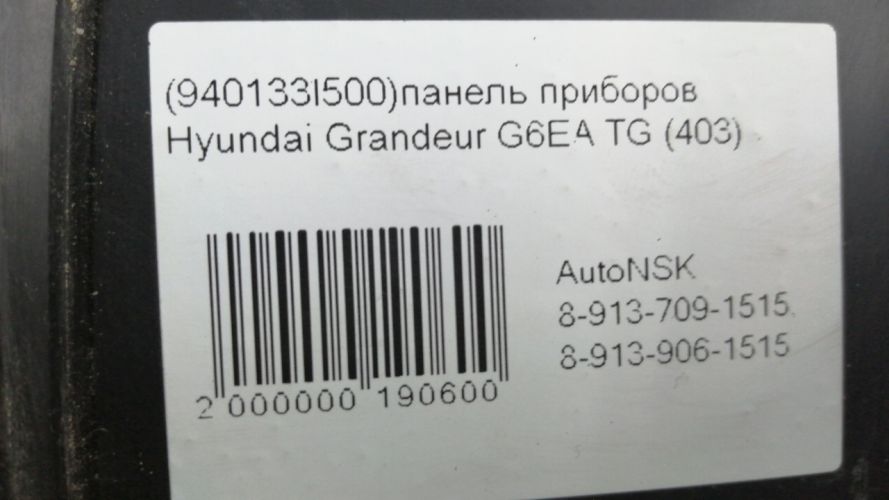 (940133I500)панель приборов
Hyundai Grandeur G6EA TG (403)
AutoNSK
8-913-709-1515
8-913-906-1515
2 000000 190600